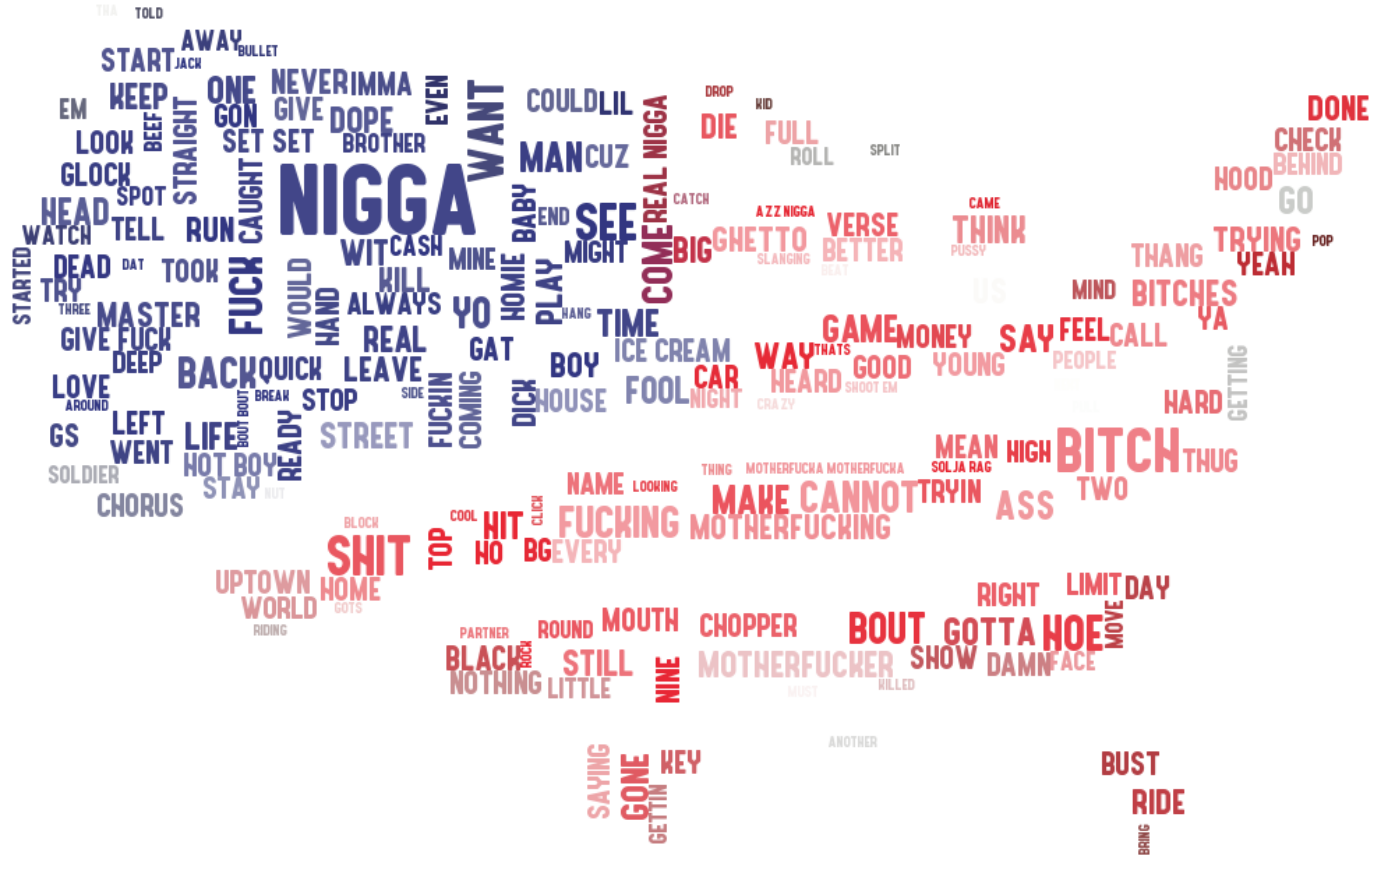 THA
TOLD
AWAY
BULLET
START
JACK
KEEP
ONE
NEVER
IMMA
EVEN
WANT
COULD
LIL
EM
BEEF
STRAIGHT
GON
GIVE
DOPE
LOOK
SET SET
BROTHER
MAN
CUZ
COME
REAL NIGGA
DROP
KID
DIE
FULL
ROLL
SPLIT
DONE
CHECK
BEHIND
HOOD
GO
GLOCK
SPOT
CAUGHT
NIGGA
BABY
END
SEE
CATCH
AZZ NIGGA
VERSE
CAME
THINK
PUSSY
HEAD
WATCH
TELL
RUN
WIT
CASH
MINE
MIGHT
BIG
GHETTO
SLANGING
BETTER
BEAT
TRYING
POP
THANG
YEAH
STARTED
DEAD
DAT
TOOK
FUCK
WOULD
HAND
KILL
HOMIE
PLAY
US
MIND
BITCHES
YA
TRY
THREE
MASTER
ALWAYS
YO
HANG
TIME
GAME
MONEY
SAY
FEEL
CALL
GIVE FUCK
DEEP
REAL
GAT
ICE CREAM
WAY
THATS
GOOD
YOUNG
PEOPLE
GETTING
BACK
QUICK
LEAVE
BOY
CAR
HEARD
SHOOT EM
LOVE
AROUND
BOUT BOUT
BREAK
STOP
SIDE
FUCKIN
COMING
DICK
HOUSE
FOOL
NIGHT
CRAZY
HARD
GS
LEFT
WENT
LIFE
READY
STREET
MEAN
HIGH
BITCH
THUG
SOLDIER
HOT BOY
STAY
NUT
CHORUS
THING
MOTHERFUCKA MOTHERFUCKA
SOLJA RAG
NAME
LOOKING
MAKE
CANNOT
TRYIN
ASS
TWO
BLOCK
COOL
HIT
CLICK
FUCKING
MOTHERFUCKING
SHIT
TOP
HO
BG
EVERY
UPTOWN
HOME
WORLD
GOTS
RIDING
RIGHT
LIMIT
DAY
MOVE
PARTNER
ROUND
MOUTH
CHOPPER
BOUT
GOTTA
HOE
BLACK
ROCK
STILL
NINE
MOTHERFUCKER
SHOW
DAMN
FACE
NOTHING
LITTLE
MUST
KILLED
ANOTHER
SAYING
GONE
KEY
GETTIN
BUST
RIDE
BRING